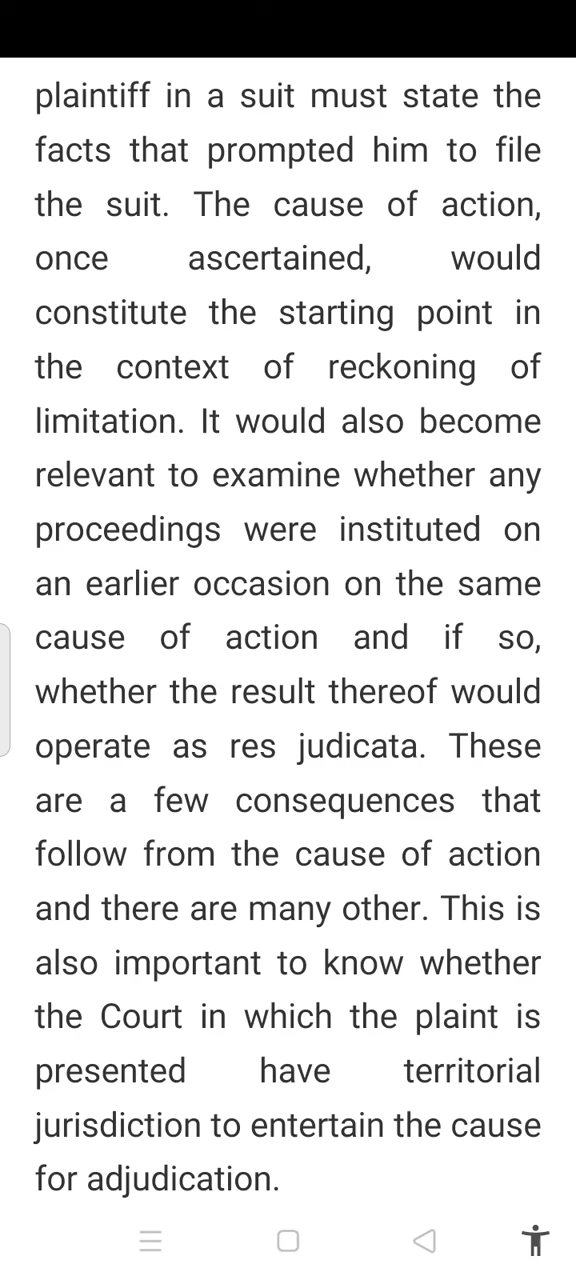 plaintiff in a suit must state the
facts that prompted him to file
the suit. The cause of action,
once ascertained, would
constitute the starting point in
the context of reckoning of
limitation. It would also become
relevant to examine whether any
proceedings were instituted on
an earlier occasion on the same
cause of action and if so,
whether the result thereof would
operate as res judicata. These
are a few consequences that
follow from the cause of action
and there are many other. This is
also important to know whether
the Court in which the plaint is
presented have territorial
jurisdiction to entertain the cause
for adjudication.